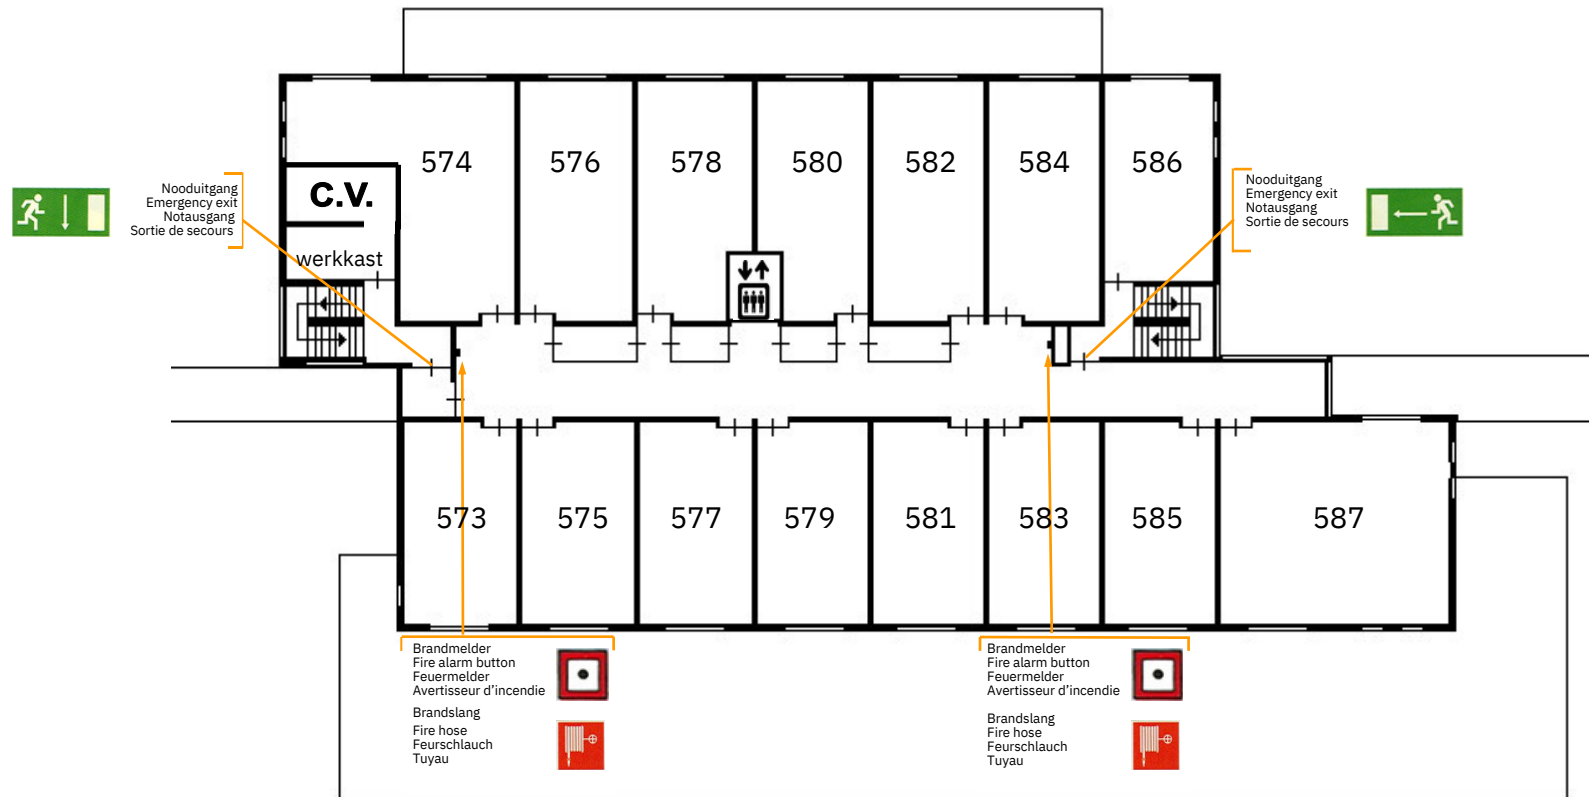 574
576
578
580
582
584
586
C.V.
werkkast
Nooduitgang
Emergency exit
Notausgang
Sortie de secours
Nooduitgang
Emergency exit
Notausgang
Sortie de secours
573
575
577
579
581
583
585
587
Brandmelder
Fire alarm button
Feuermelder
Avertisseur d'incendie
Brandslang
Fire hose
Feurschlauch
Tuyau
Brandmelder
Fire alarm button
Feuermelder
Avertisseur d'incendie
Brandslang
Fire hose
Feurschlauch
Tuyau